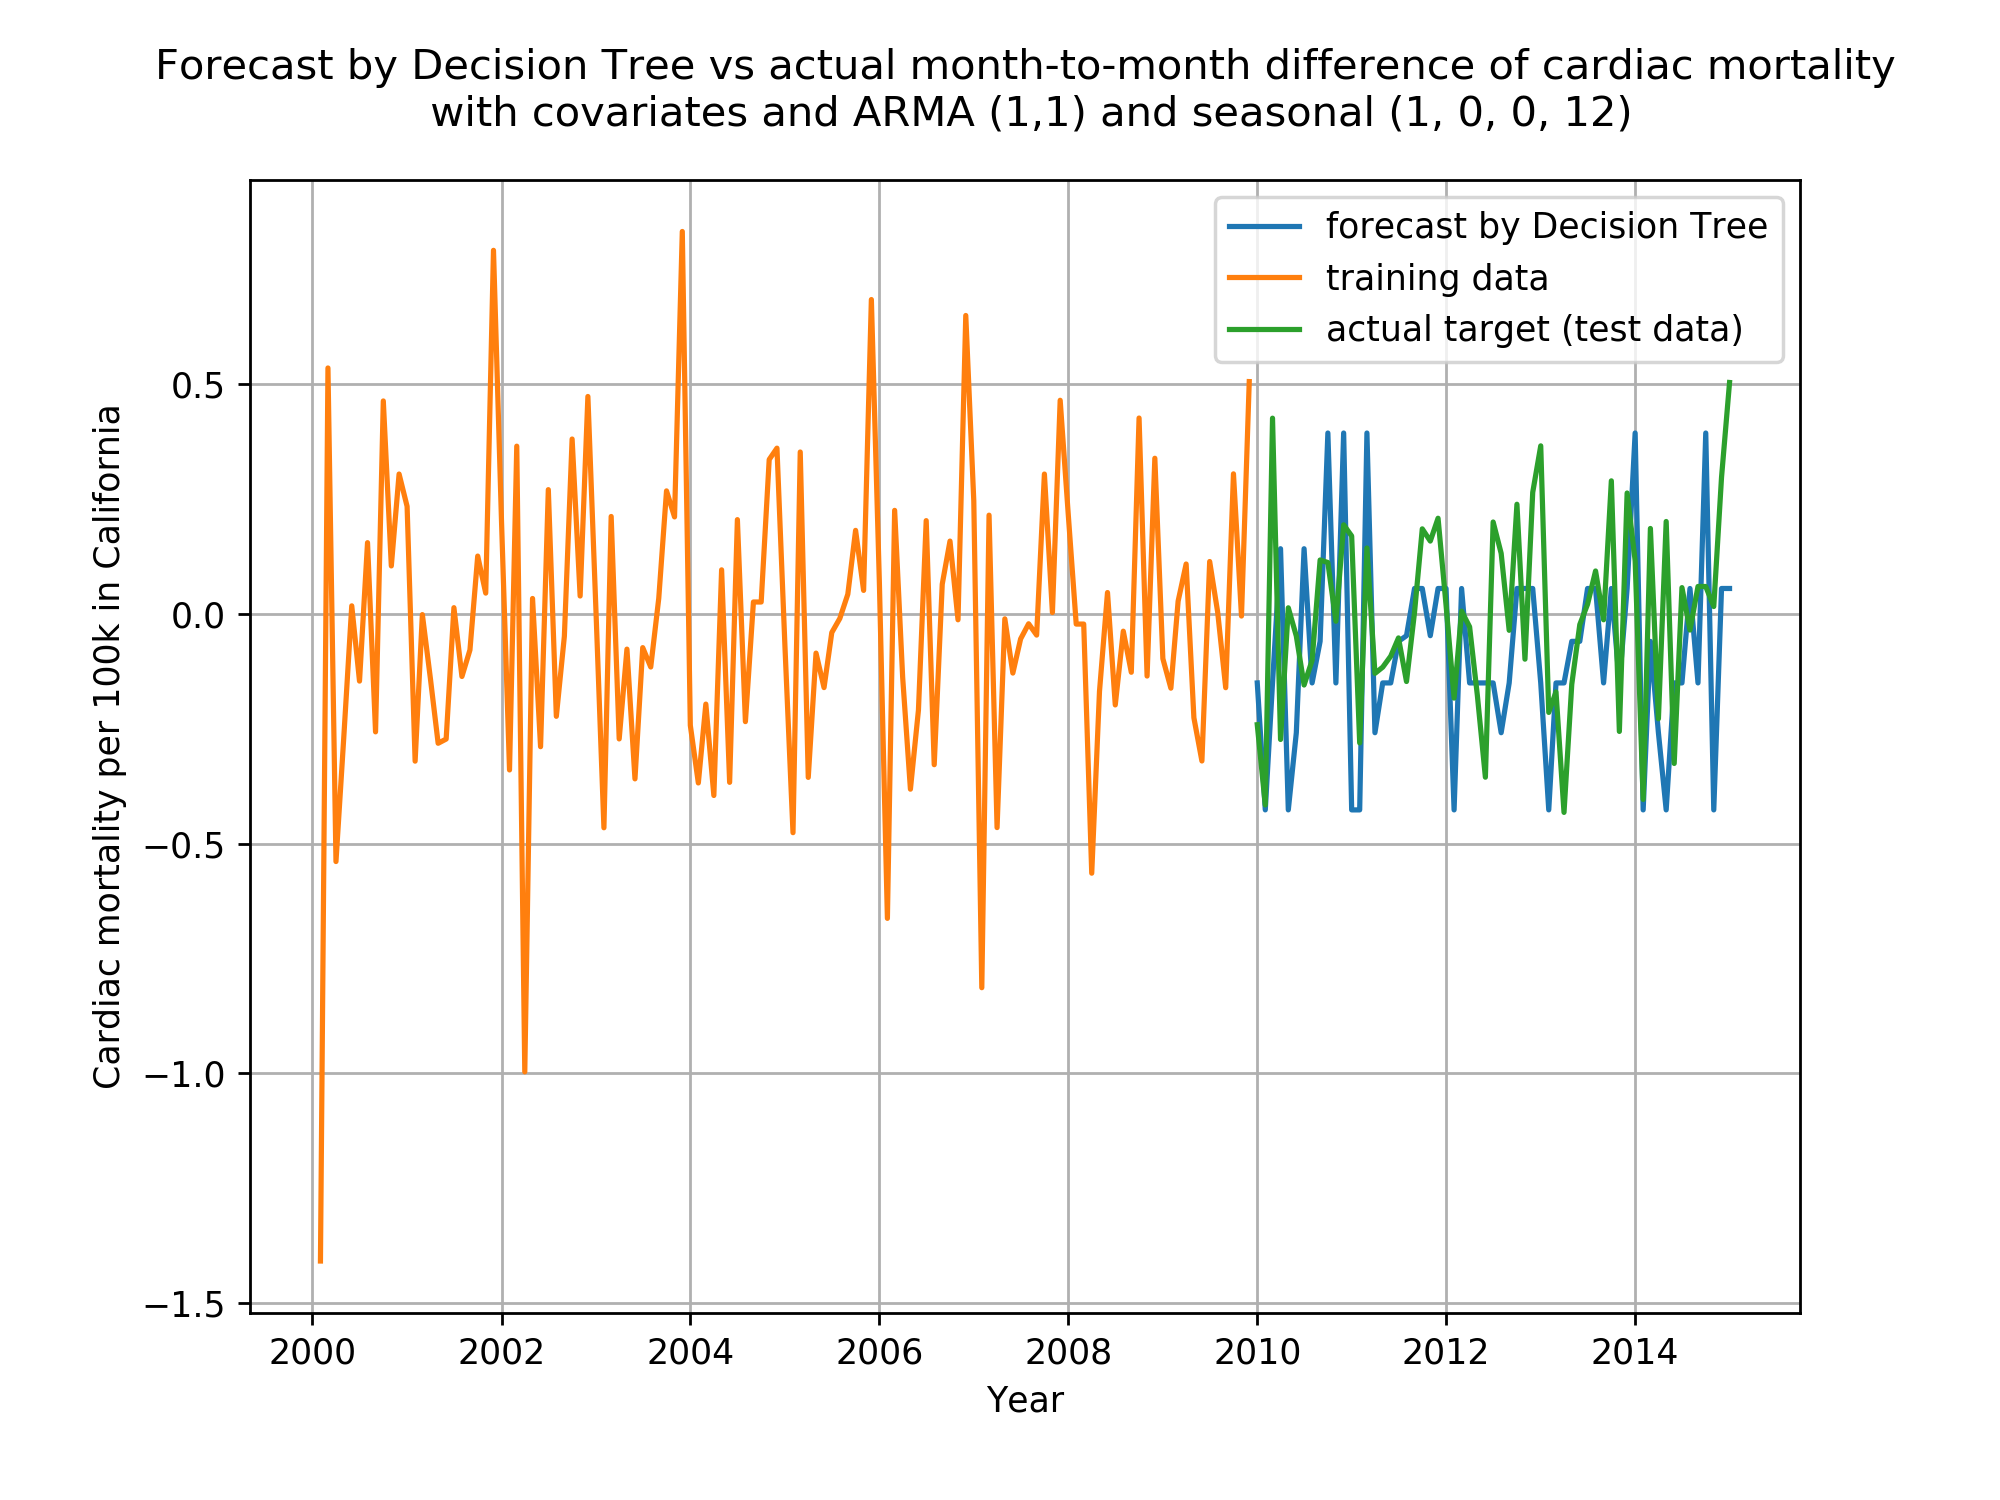 Forecast by Decision Tree vs actual month-to-month difference of cardiac mortality
with covariates and ARMA (1,1) and seasonal (1, 0, 0, 12)
forecast by Decision Tree
training data
actual target (test data)
Cardiac mortality per 100k in California
0.5
0.0
−0.5
−1.0
−1.5
2000 2002 2004 2006 2008 2010 2012 2014
Year